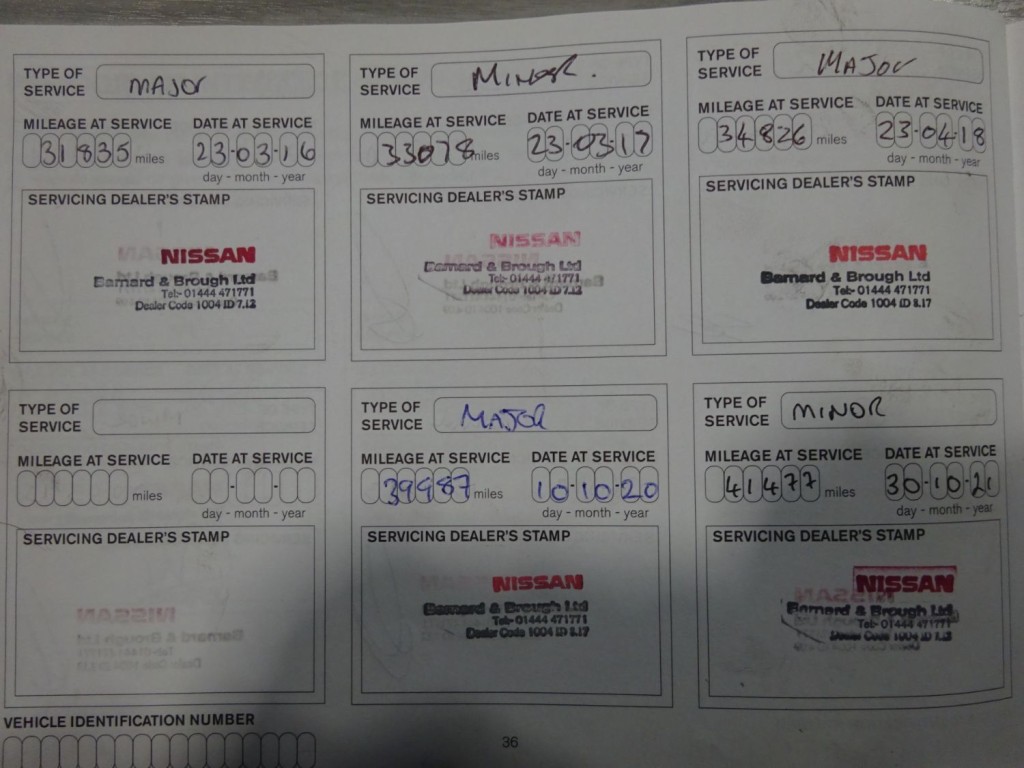 TYPE OF SERVICE MAJOR
MILEAGE AT SERVICE DATE AT SERVICE
31835 miles 23-03-16
day - month - year
SERVICING DEALER'S STAMP
NISSAN
Barnard & Brough Ltd
Tel:- 01444 471771
Dealer Code 1004 ID 7.12
TYPE OF SERVICE MINOR.
MILEAGE AT SERVICE DATE AT SERVICE
33078 miles 23-03-17
day - month - year
SERVICING DEALER'S STAMP
NISSAN
Barnard & Brough Ltd
Tel:- 01444 471771
Dealer Code 1004 ID 7.12
TYPE OF SERVICE MAJOR
MILEAGE AT SERVICE DATE AT SERVICE
34826 miles 23-04-18
day - month - year
SERVICING DEALER'S STAMP
NISSAN
Barnard & Brough Ltd
Tel:- 01444 471771
Dealer Code 1004 ID 8.17
TYPE OF SERVICE
MILEAGE AT SERVICE DATE AT SERVICE
miles
day - month - year
SERVICING DEALER'S STAMP
TYPE OF SERVICE MAJOR
MILEAGE AT SERVICE DATE AT SERVICE
39987 miles 10-10-20
day - month - year
SERVICING DEALER'S STAMP
NISSAN
Barnard & Brough Ltd
Tel:- 01444 471771
Dealer Code 1004 ID 8.17
TYPE OF SERVICE MINOR
MILEAGE AT SERVICE DATE AT SERVICE
41477 miles 30-10-21
day - month - year
SERVICING DEALER'S STAMP
NISSAN
Barnard & Brough Ltd
Tel:- 01444 471771
Dealer Code 1004 ID
VEHICLE IDENTIFICATION NUMBER
36